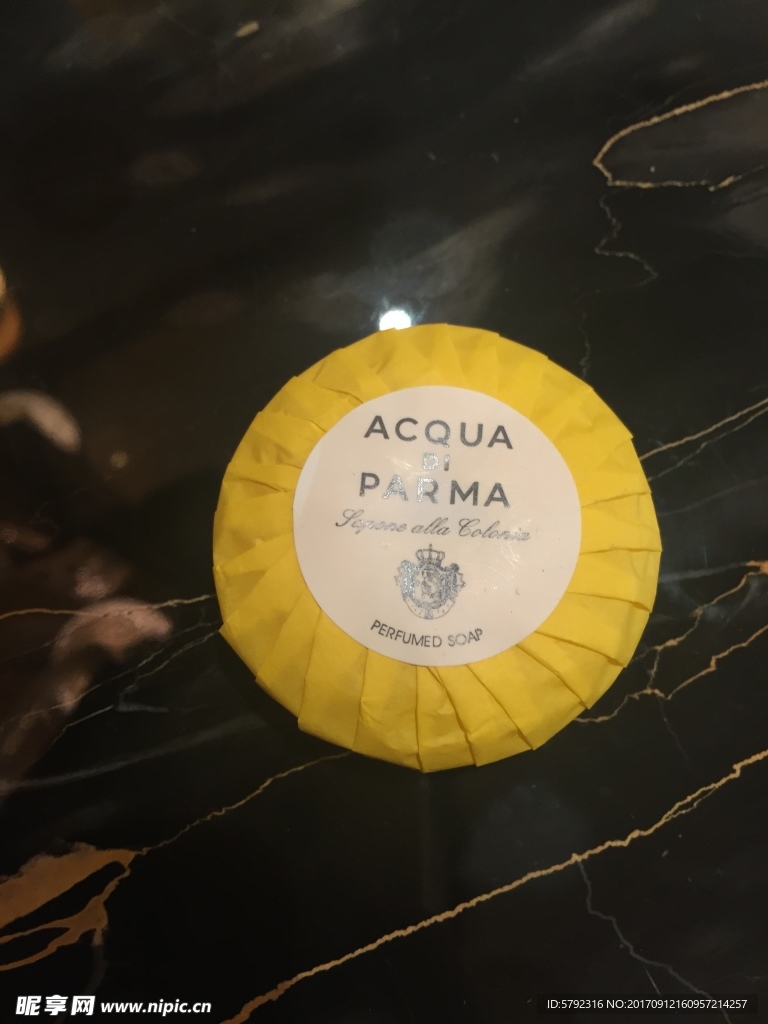 ACQUA
DI
PARMA
Sapone alla Colonia
PERFUMED SOAP
昵享网 www.nipic.cn
ID:5792316 NO:20170912160957214257